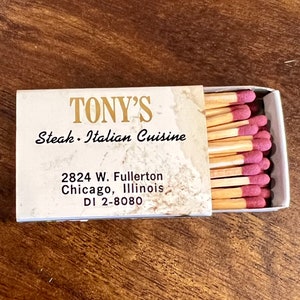 TONY'S
Steak • Italian Cuisine
2824 W. Fullerton
Chicago, Illinois
DI 2-8080